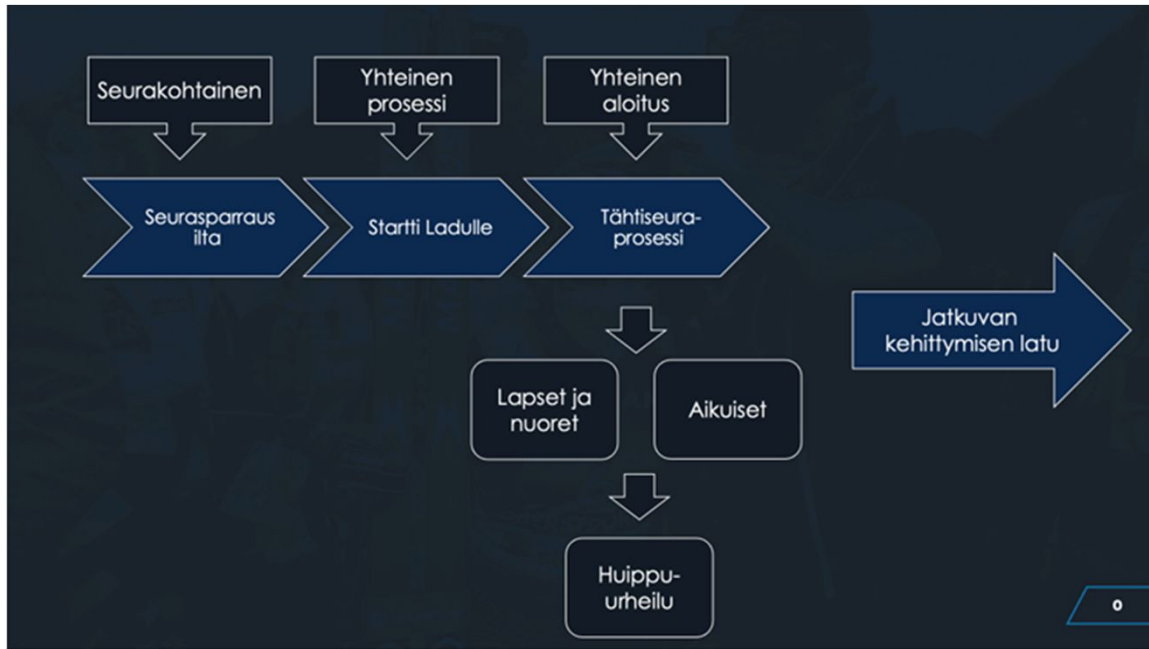 Seurakohtainen
Yhteinen
prosessi
Yhteinen
aloitus
Seurasparraus
ilta
Startti Ladulle
Tähtiseura-
prosessi
Jatkuvan
kehittymisen latu
Lapset ja
nuoret
Aikuiset
Huippu-
urheilu
0